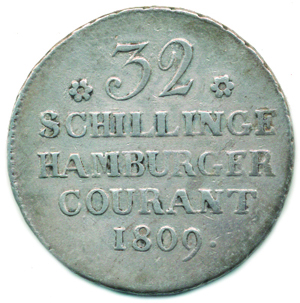 32
SCHILLINGE
HAMBURGER
COURANT
1809.